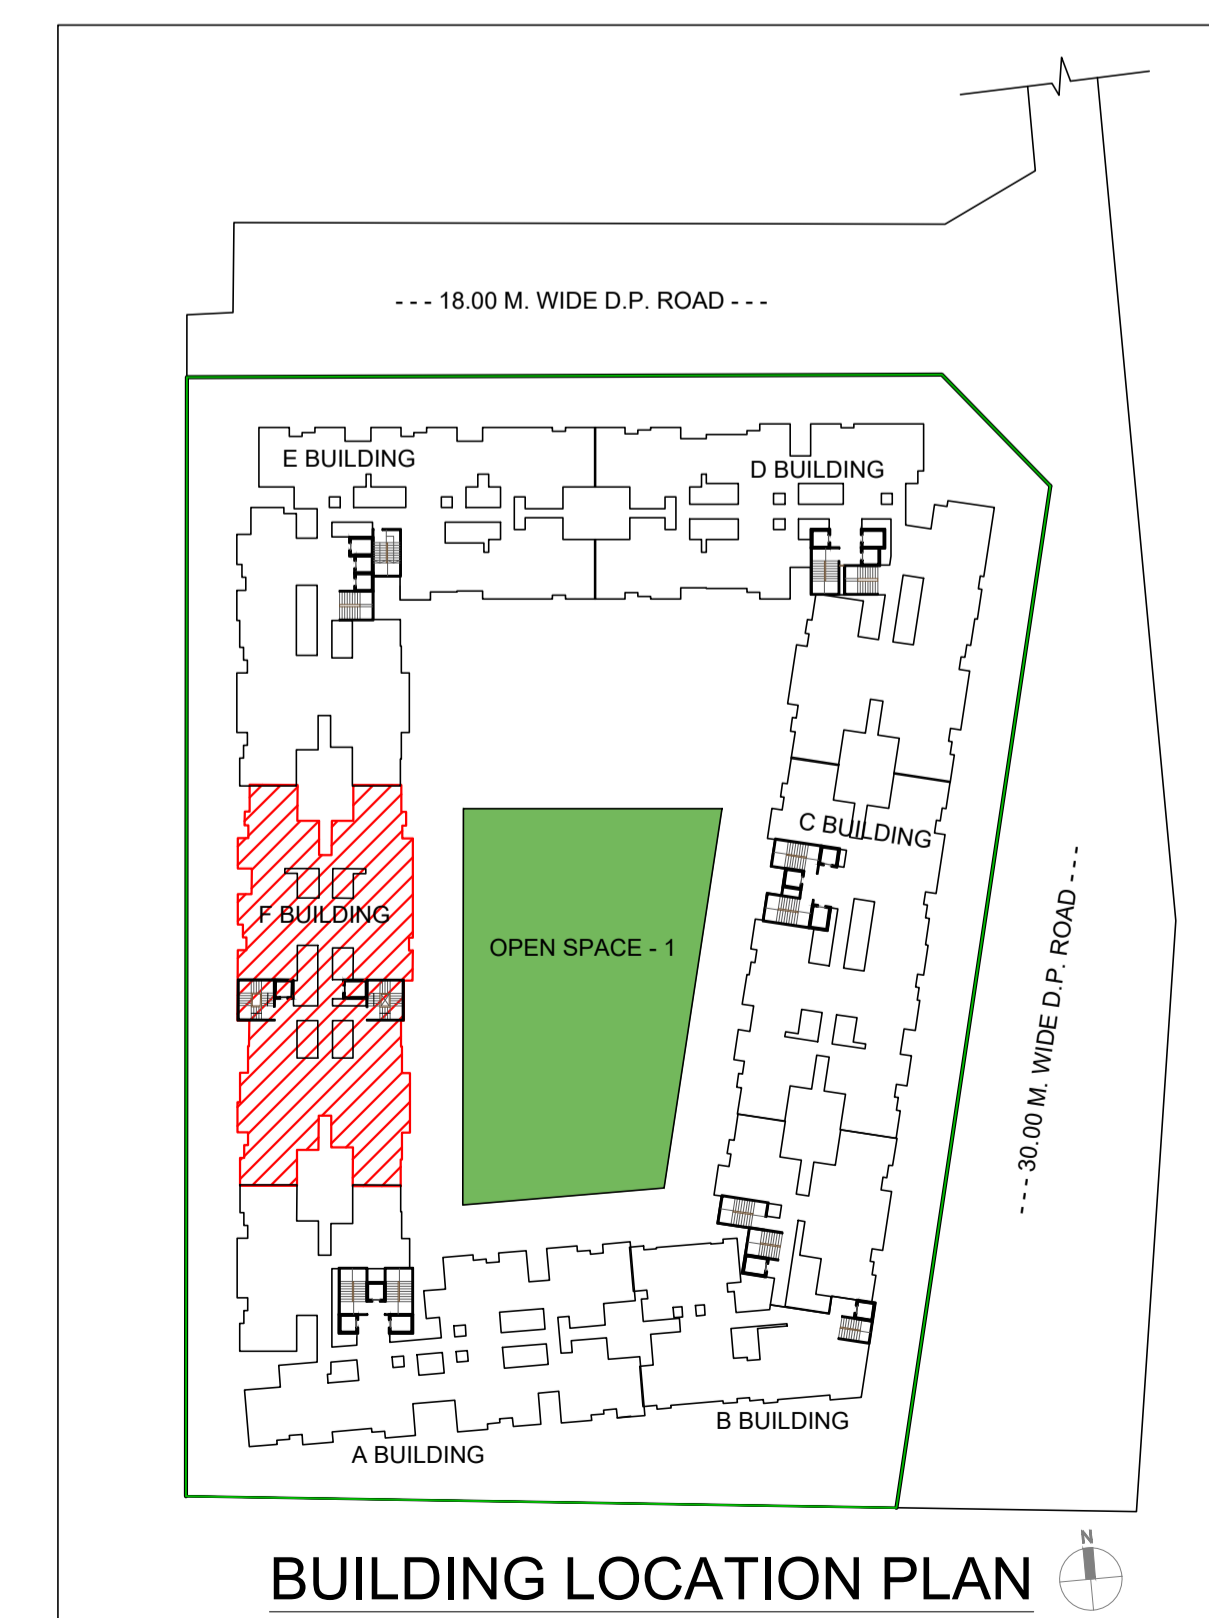 - - - 18.00 M. WIDE D.P. ROAD - - -
E BUILDING
D BUILDING
C BUILDING
F BUILDING
OPEN SPACE - 1
- - - 30.00 M. WIDE D.P. ROAD - - -
B BUILDING
A BUILDING
N
BUILDING LOCATION PLAN